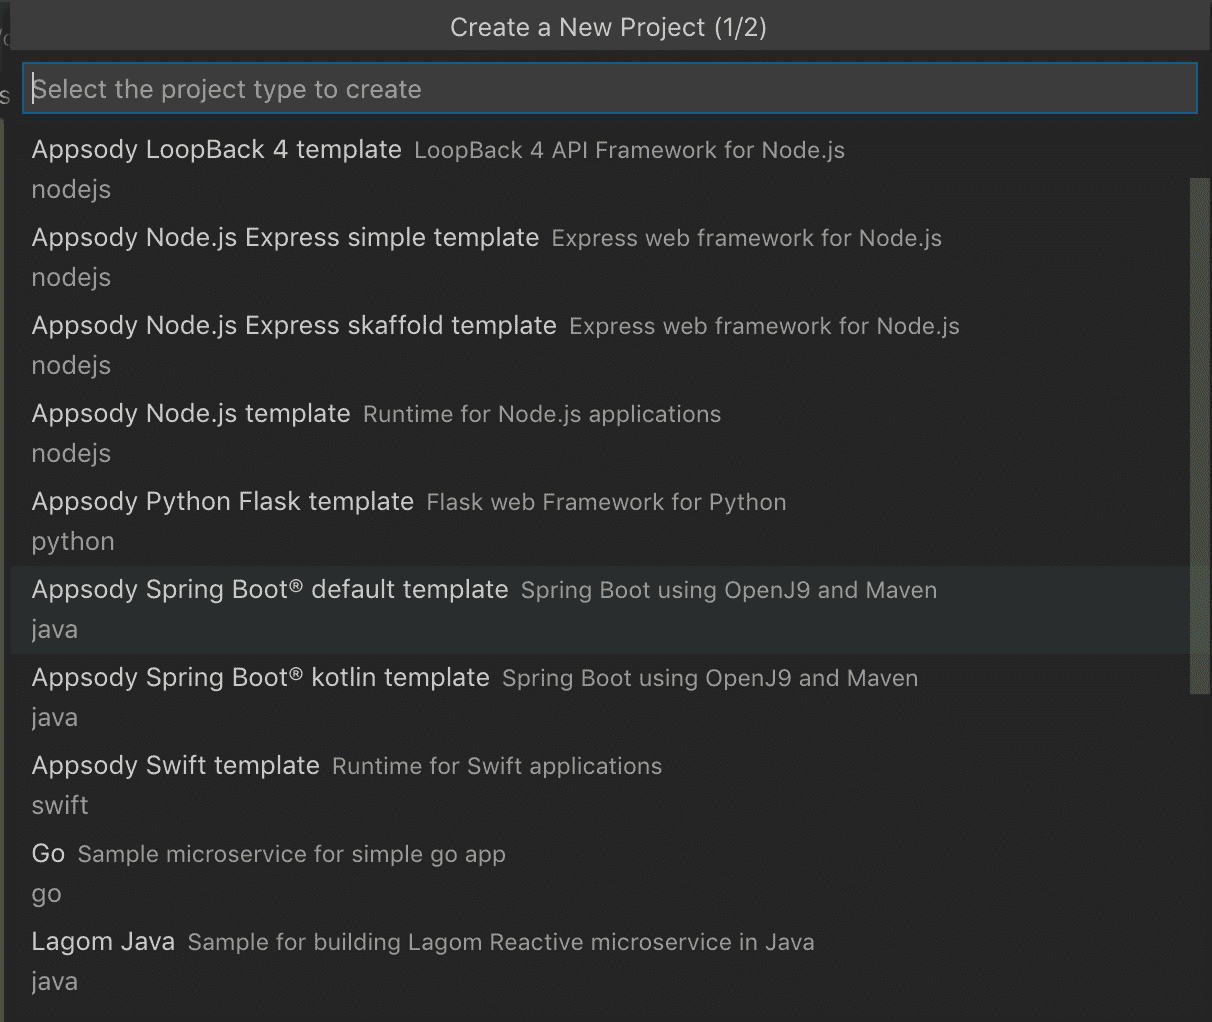 Create a New Project (1/2)
Select the project type to create
Appsody LoopBack 4 template LoopBack 4 API Framework for Node.js
nodejs
Appsody Node.js Express simple template Express web framework for Node.js
nodejs
Appsody Node.js Express skaffold template Express web framework for Node.js
nodejs
Appsody Node.js template Runtime for Node.js applications
nodejs
Appsody Python Flask template Flask web Framework for Python
python
Appsody Spring Boot® default template Spring Boot using OpenJ9 and Maven
java
Appsody Spring Boot® kotlin template Spring Boot using OpenJ9 and Maven
java
Appsody Swift template Runtime for Swift applications
swift
Go Sample microservice for simple go app
go
Lagom Java Sample for building Lagom Reactive microservice in Java
java